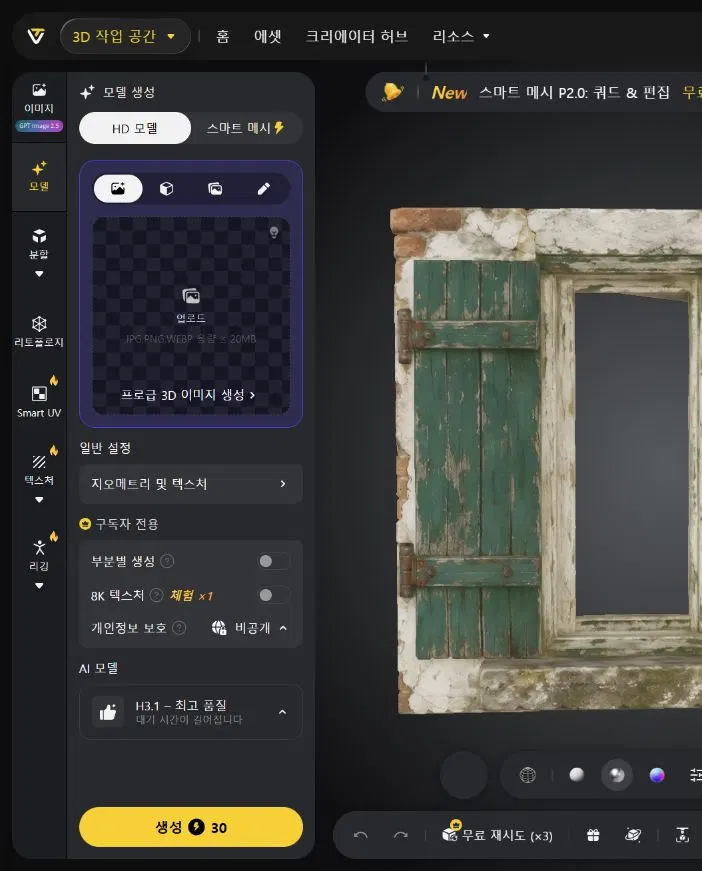 3D 작업 공간
홈
에셋
크리에이터 허브
리소스
이미지
GPT Image 2.5
모델
분할
리토폴로지
Smart UV
텍스처
리깅
모델 생성
HD 모델
스마트 메시
업로드
JPG,PNG,WEBP 용량 ≤ 20MB
프로급 3D 이미지 생성
일반 설정
지오메트리 및 텍스처
구독자 전용
부분별 생성
8K 텍스처 체험 ×1
개인정보 보호 비공개
AI 모델
H3.1 – 최고 품질
대기 시간이 길어집니다
생성 30
New 스마트 메시 P2.0: 쿼드 & 편집 무료
무료 재시도 (×3)